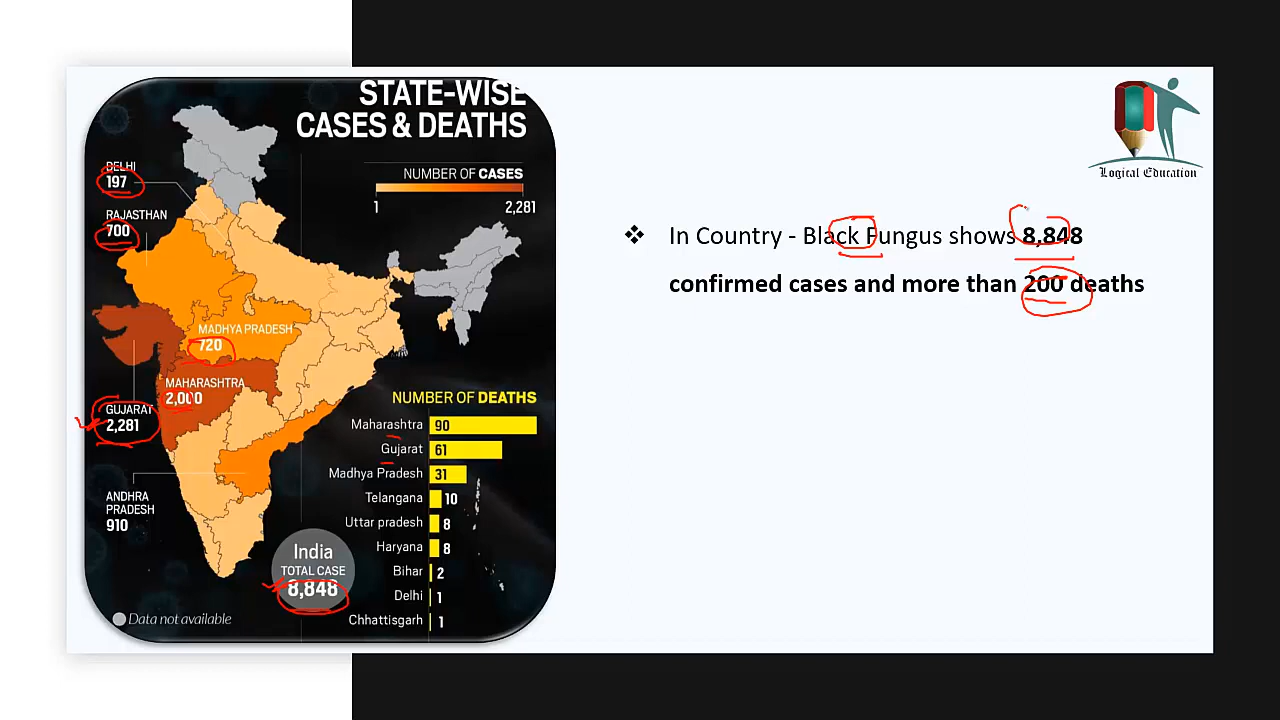 STATE-WISE
CASES & DEATHS
DELHI
197
NUMBER OF CASES
1 2,281
RAJASTHAN
700
MADHYA PRADESH
720
MAHARASHTRA
2,000
GUJARAT
2,281
ANDHRA
PRADESH
910
NUMBER OF DEATHS
Maharashtra 90
Gujarat 61
Madhya Pradesh 31
Telangana 10
Uttar pradesh 8
Haryana 8
Bihar 2
Delhi 1
Chhattisgarh 1
India
TOTAL CASE
8,848
Data not available
Logical Education
❖ In Country - Black Fungus shows 8,848
confirmed cases and more than 200 deaths